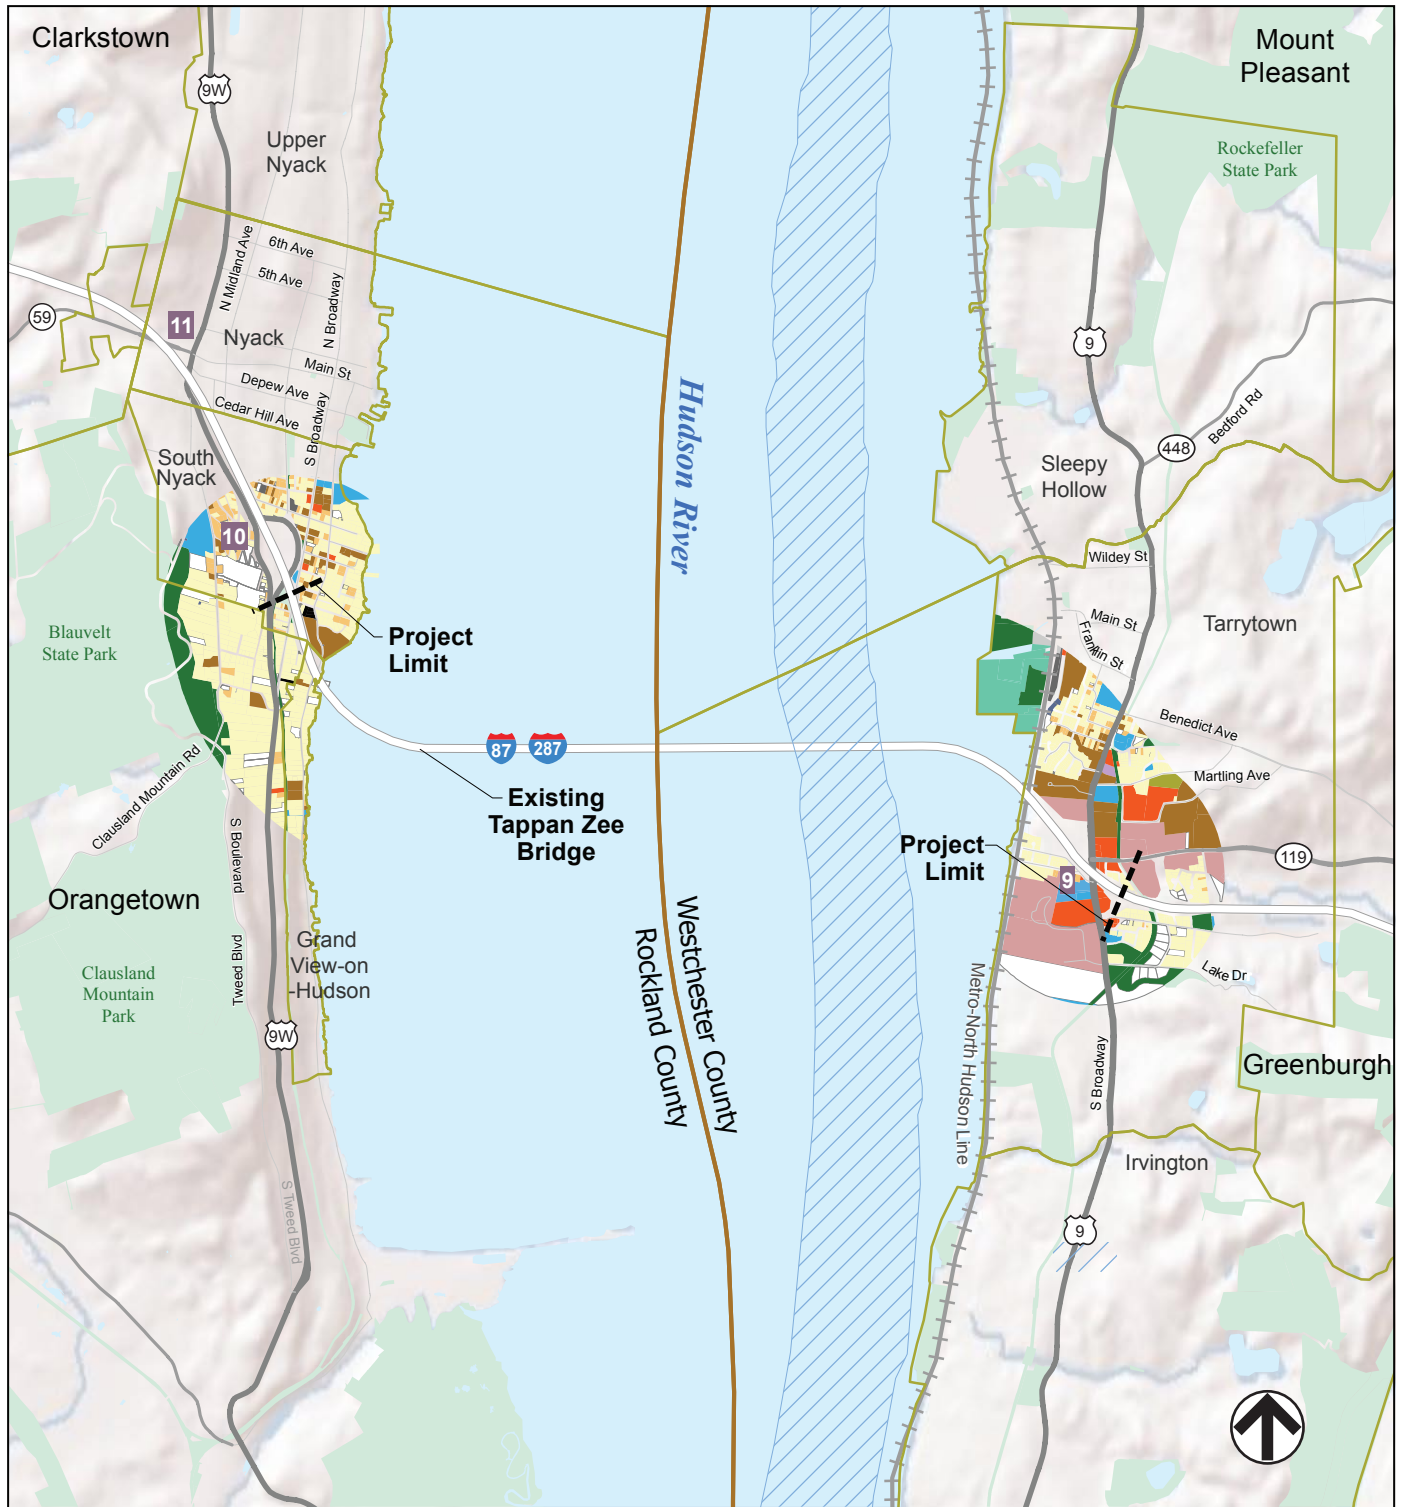 Clarkstown
Mount
Pleasant
9W
Upper
Nyack
Rockefeller
State Park
N Midland Ave
6th Ave
5th Ave
N Broadway
59
11
Nyack
9
Main St
Depew Ave
Cedar Hill Ave
S Broadway
Hudson River
Bedford Rd
448
South
Nyack
Sleepy
Hollow
10
Wildey St
Blauvelt
State Park
Project
Limit
Main St
Franklin St
Tarrytown
Benedict Ave
87
287
Martling Ave
Clausland Mountain Rd
Existing
Tappan Zee
Bridge
S Boulevard
Project
Limit
119
9
Orangetown
Westchester County
Rockland County
Grand
View-on
-Hudson
Tweed Blvd
Clausland
Mountain
Park
Lake Dr
Metro-North Hudson Line
9W
S Broadway
Greenburgh
Irvington
S Tweed Blvd
9